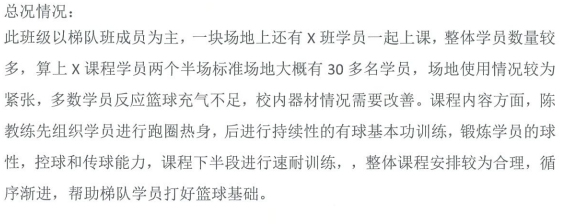 总况情况：
此班级以梯队班成员为主，一块场地上还有 X 班学员一起上课，整体学员数量较
多，算上 X 课程学员两个半场标准场地大概有 30 多名学员，场地使用情况较为
紧张，多数学员反应篮球充气不足，校内器材情况需要改善。课程内容方面，陈
教练先组织学员进行跑圈热身，后进行持续性的有球基本功训练，锻炼学员的球
性，控球和传球能力，课程下半段进行速耐训练，，整体课程安排较为合理，循
序渐进，帮助梯队学员打好篮球基础。